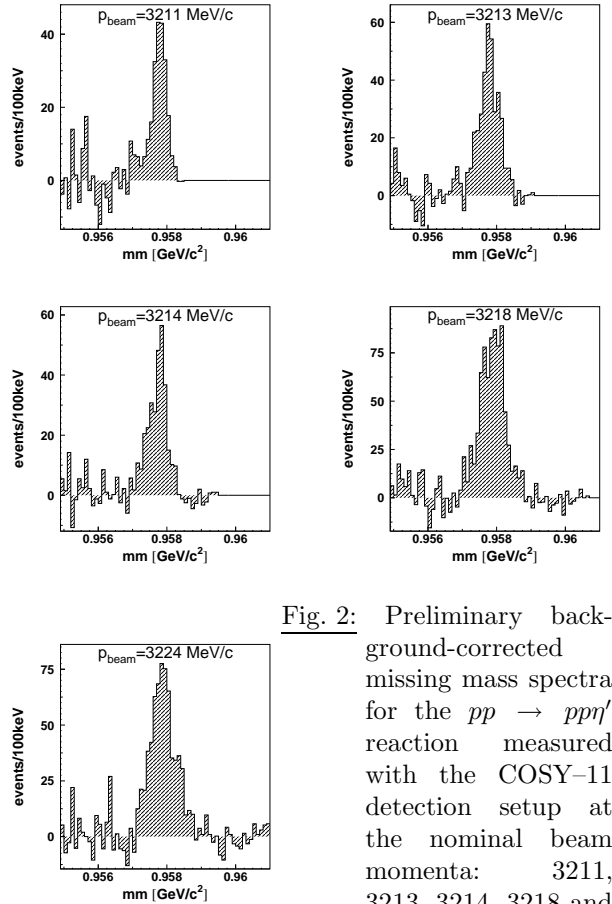 p_beam=3211 MeV/c
events/100keV
40
20
0
0.956 0.958 0.96
mm [GeV/c²]
p_beam=3213 MeV/c
events/100keV
60
40
20
0
0.956 0.958 0.96
mm [GeV/c²]
p_beam=3214 MeV/c
events/100keV
60
40
20
0
0.956 0.958 0.96
mm [GeV/c²]
p_beam=3218 MeV/c
events/100keV
75
50
25
0
0.956 0.958 0.96
mm [GeV/c²]
p_beam=3224 MeV/c
events/100keV
75
50
25
0
0.956 0.958 0.96
mm [GeV/c²]
Fig. 2: Preliminary back-
ground-corrected
missing mass spectra
for the pp → ppη′
reaction measured
with the COSY–11
detection setup at
the nominal beam
momenta: 3211,
3213, 3214, 3218 and